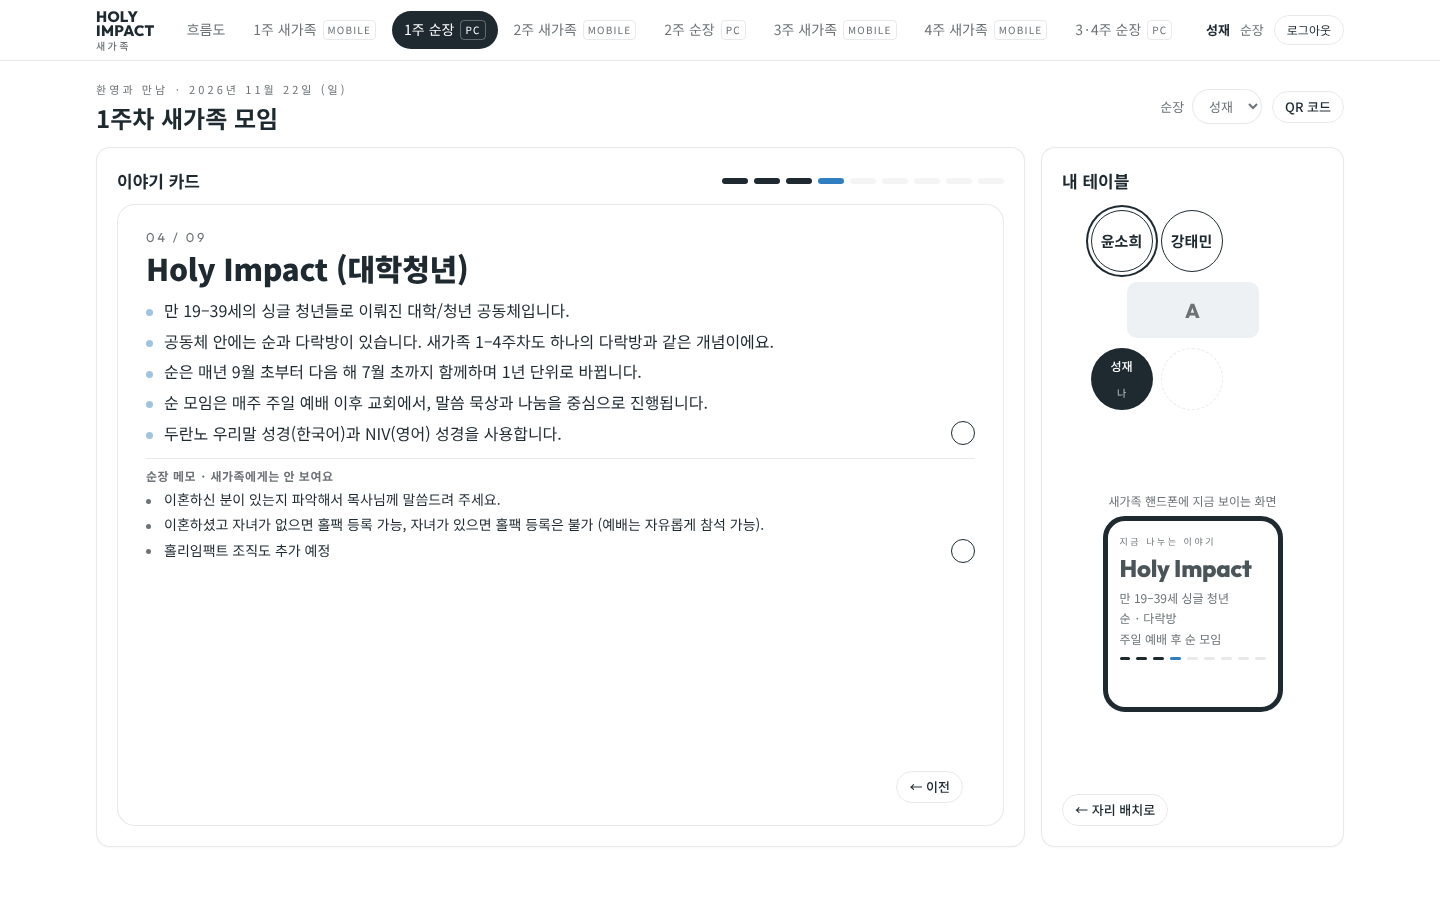 HOLY
IMPACT
새가족
흐름도
1주 새가족 MOBILE
1주 순장 PC
2주 새가족 MOBILE
2주 순장 PC
3주 새가족 MOBILE
4주 새가족 MOBILE
3·4주 순장 PC
성재 순장
로그아웃
환영과 만남 · 2026년 11월 22일 (일)
1주차 새가족 모임
순장 성재
QR 코드
이야기 카드
04 / 09
Holy Impact (대학청년)
만 19–39세의 싱글 청년들로 이뤄진 대학/청년 공동체입니다.
공동체 안에는 순과 다락방이 있습니다. 새가족 1–4주차도 하나의 다락방과 같은 개념이에요.
순은 매년 9월 초부터 다음 해 7월 초까지 함께하며 1년 단위로 바뀝니다.
순 모임은 매주 주일 예배 이후 교회에서, 말씀 묵상과 나눔을 중심으로 진행됩니다.
두란노 우리말 성경(한국어)과 NIV(영어) 성경을 사용합니다.
순장 메모 · 새가족에게는 안 보여요
이혼하신 분이 있는지 파악해서 목사님께 말씀드려 주세요.
이혼하셨고 자녀가 없으면 홀팩 등록 가능, 자녀가 있으면 홀팩 등록은 불가 (예배는 자유롭게 참석 가능).
홀리임팩트 조직도 추가 예정
← 이전
내 테이블
윤소희
강태민
A
성재
나
새가족 핸드폰에 지금 보이는 화면
지금 나누는 이야기
Holy Impact
만 19–39세 싱글 청년
순 · 다락방
주일 예배 후 순 모임
← 자리 배치로